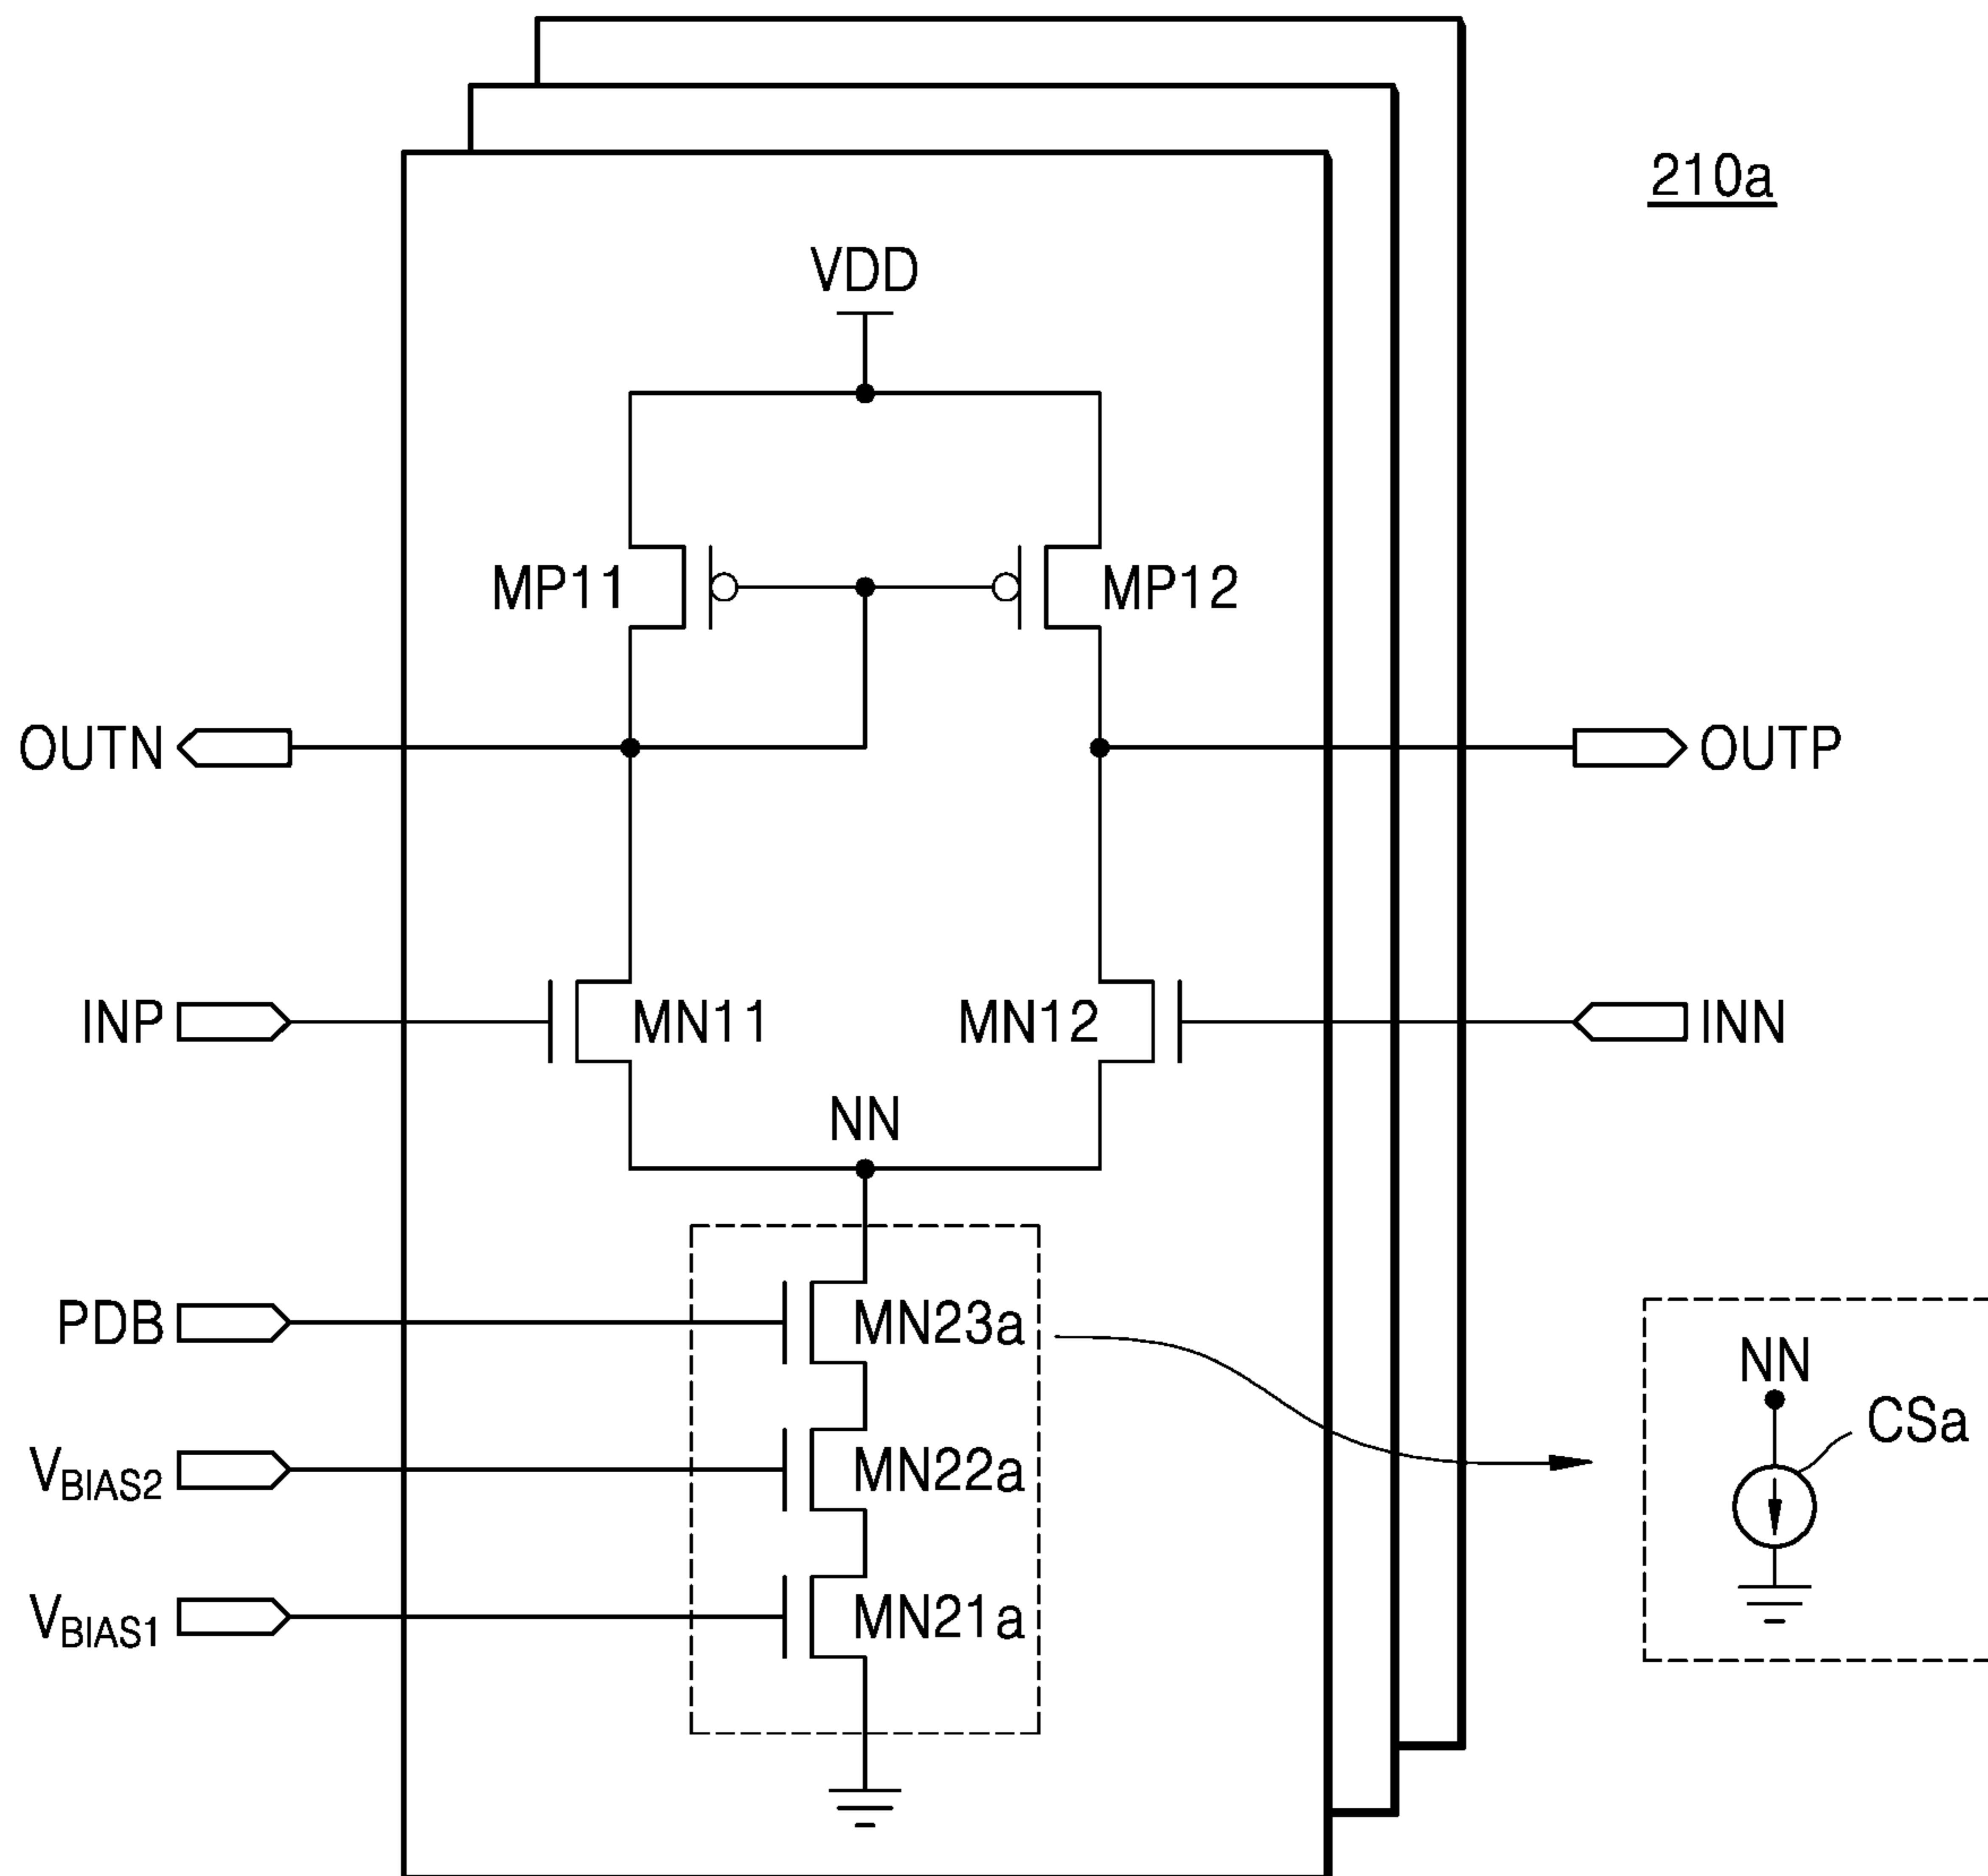 210a
VDD
MP11
MP12
OUTN
OUTP
INP
MN11
MN12
INN
NN
PDB
MN23a
NN
CSa
VBIAS2
MN22a
VBIAS1
MN21a